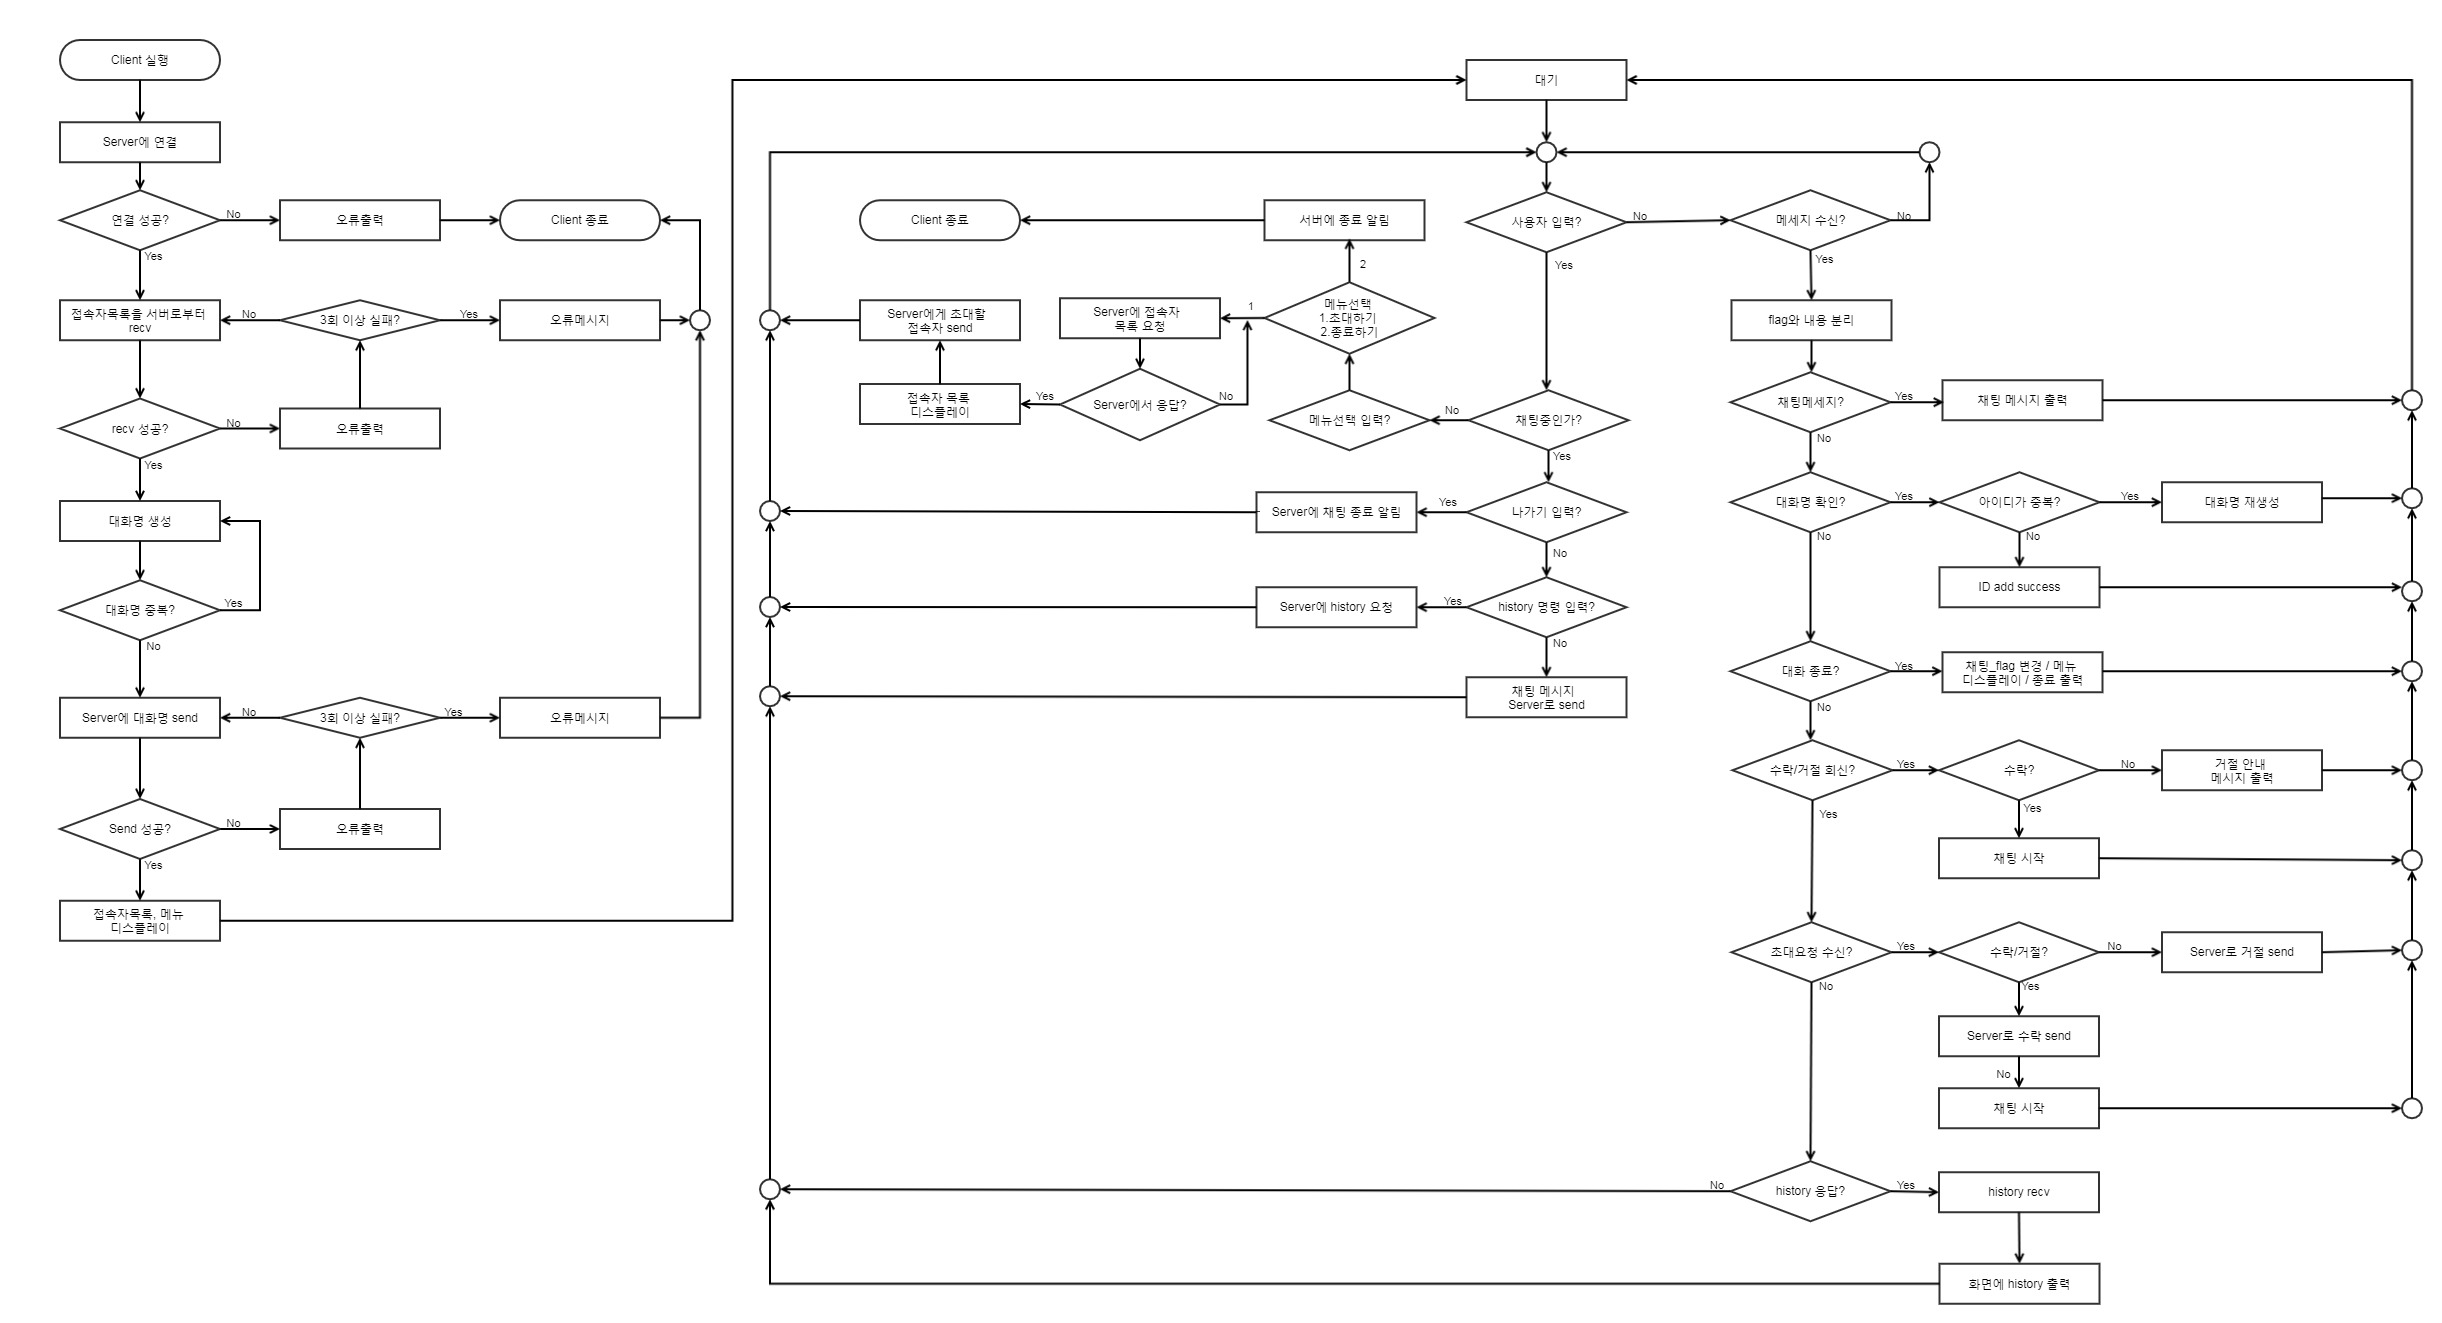 Client 실행
Server에 연결
연결 성공?
No
오류출력
Client 종료
Yes
접속자목록을 서버로부터
recv
No
3회 이상 실패?
Yes
오류메시지
recv 성공?
No
오류출력
Yes
대화명 생성
대화명 중복?
Yes
No
Server에 대화명 send
No
3회 이상 실패?
Yes
오류메시지
Send 성공?
No
오류출력
Yes
접속자목록, 메뉴
디스플레이
대기
사용자 입력?
No
Yes
Client 종료
서버에 종료 알림
2
메뉴선택
1.초대하기
2.종료하기
1
Server에 접속자
목록 요청
Server에게 초대할
접속자 send
접속자 목록
디스플레이
Yes
Server에서 응답?
No
메뉴선택 입력?
No
채팅중인가?
Yes
Server에 채팅 종료 알림
Yes
나가기 입력?
No
Server에 history 요청
Yes
history 명령 입력?
No
채팅 메시지
Server로 send
메세지 수신?
No
Yes
flag와 내용 분리
채팅메세지?
Yes
채팅 메시지 출력
No
대화명 확인?
Yes
아이디가 중복?
Yes
대화명 재생성
No
No
ID add success
대화 종료?
Yes
채팅_flag 변경 / 메뉴
디스플레이 / 종료 출력
No
수락/거절 회신?
Yes
수락?
No
거절 안내
메시지 출력
Yes
Yes
채팅 시작
초대요청 수신?
Yes
수락/거절?
No
Server로 거절 send
No
Yes
Server로 수락 send
No
채팅 시작
No
history 응답?
Yes
history recv
화면에 history 출력